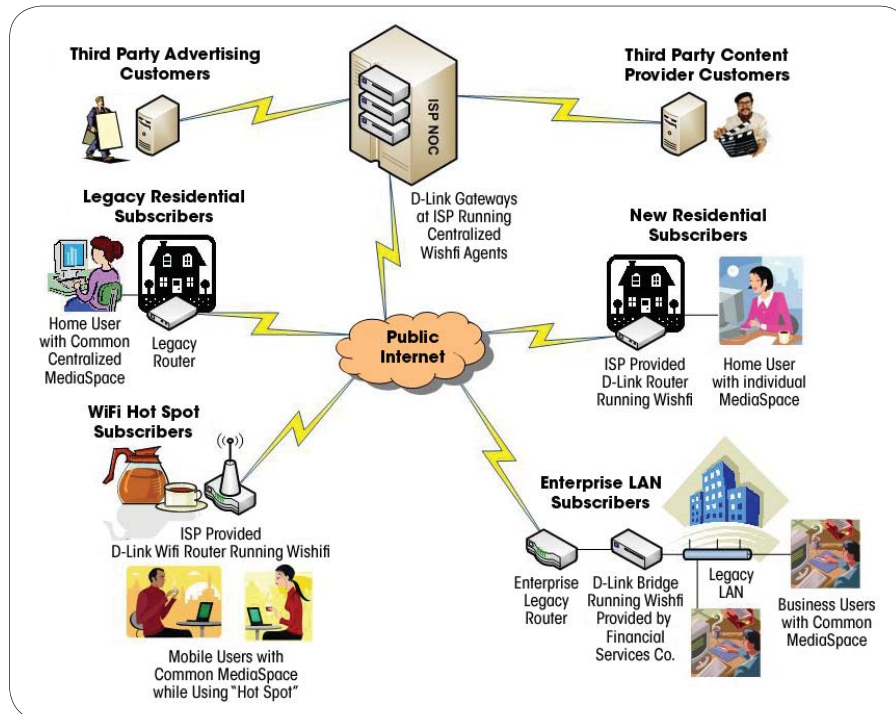 Third Party Advertising
Customers
ISP NOC
Third Party Content
Provider Customers
D-Link Gateways
at ISP Running
Centralized
Wishfi Agents
Legacy Residential
Subscribers
Home User
with Common
Centralized
MediaSpace
Legacy
Router
New Residential
Subscribers
ISP Provided
D-Link Router
Running Wishfi
Home User
with individual
MediaSpace
Public
Internet
WiFi Hot Spot
Subscribers
ISP Provided
D-Link Wifi Router Running Wishifi
Mobile Users with
Common MediaSpace
while Using "Hot Spot"
Enterprise LAN
Subscribers
Enterprise
Legacy
Router
D-Link Bridge
Running Wishfi
Provided by
Financial
Services Co.
Legacy
LAN
Business Users
with Common
MediaSpace